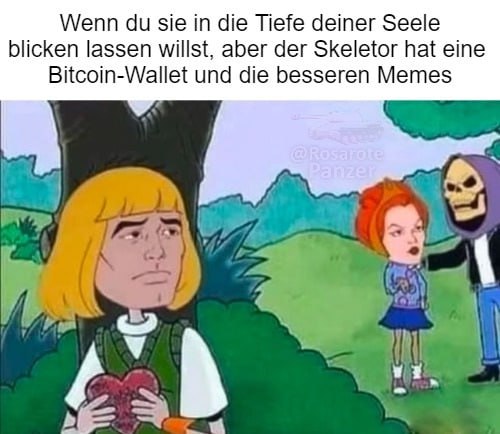 Wenn du sie in die Tiefe deiner Seele
blicken lassen willst, aber der Skeletor hat eine
Bitcoin-Wallet und die besseren Memes
@Rosarote
Panzer